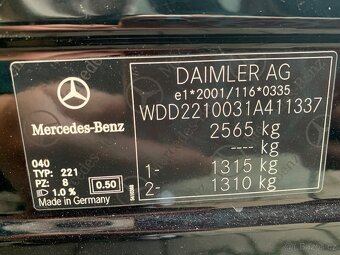 DAIMLER AG
e1*2001/116*0335
WDD2210031A411337
2565 kg
---- kg
1- 1315 kg
2- 1310 kg
Mercedes-Benz
040
TYP: 221
PZ: 8
1.0 % 0.50
Made in Germany